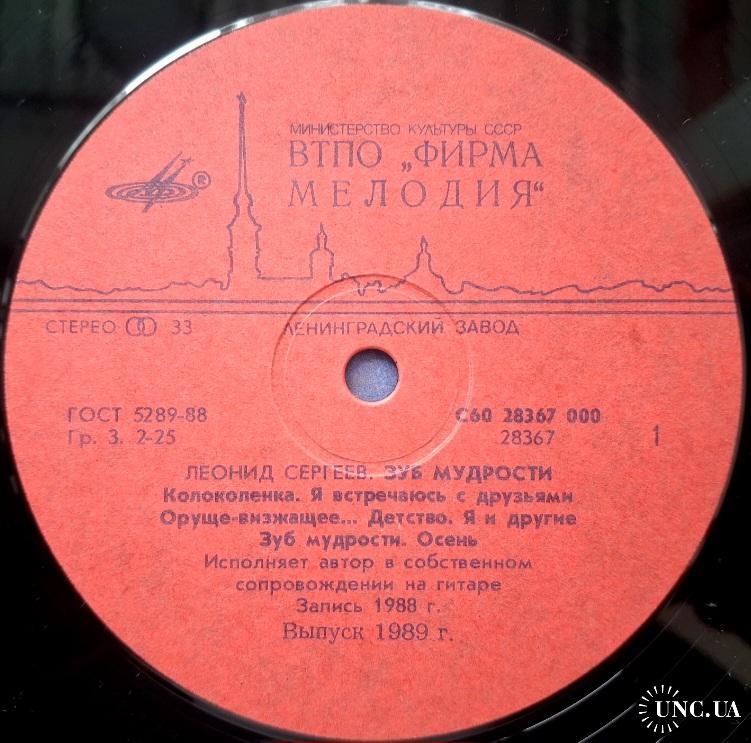 МИНИСТЕРСТВО КУЛЬТУРЫ СССР
ВТПО „ФИРМА
МЕЛОДИЯ“
®
СТЕРЕО 33 ЛЕНИНГРАДСКИЙ ЗАВОД
ГОСТ 5289-88 С60 28367 000
Гр. 3. 2-25 28367 1
ЛЕОНИД СЕРГЕЕВ. ЗУБ МУДРОСТИ
Колоколенка. Я встречаюсь с друзьями
Оруще-визжащее... Детство. Я и другие
Зуб мудрости. Осень
Исполняет автор в собственном
сопровождении на гитаре
Запись 1988 г.
Выпуск 1989 г.
UNC.UA